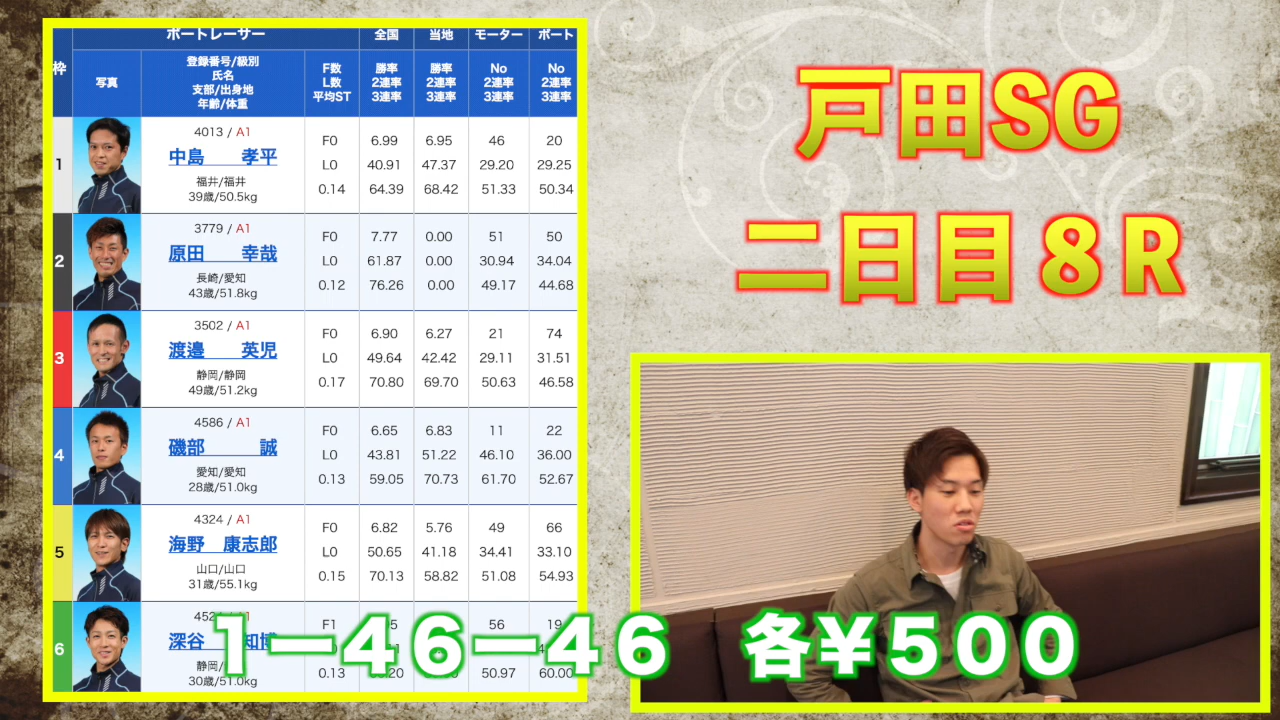 ボートレーサー 全国 当地 モーター ボート
枠 写真 登録番号/級別 F数 勝率 勝率 No No
氏名 L数 2連率 2連率 2連率 2連率
支部/出身地 平均ST 3連率 3連率 3連率 3連率
年齢/体重
4013 / A1 F0 6.99 6.95 46 20
1 中島 孝平 L0 40.91 47.37 29.20 29.25
福井/福井 0.14 64.39 68.42 51.33 50.34
39歳/50.5kg
3779 / A1 F0 7.77 0.00 51 50
2 原田 幸哉 L0 61.87 0.00 30.94 34.04
長崎/愛知 0.12 76.26 0.00 49.17 44.68
43歳/51.8kg
3502 / A1 F0 6.90 6.27 21 74
3 渡邉 英児 L0 49.64 42.42 29.11 31.51
静岡/静岡 0.17 70.80 69.70 50.63 46.58
49歳/51.2kg
4586 / A1 F0 6.65 6.83 11 22
4 磯部 誠 L0 43.81 51.22 46.10 36.00
愛知/愛知 0.13 59.05 70.73 61.70 52.67
28歳/51.0kg
4324 / A1 F0 6.82 5.76 49 66
5 海野 康志郎 L0 41.18 34.41 33.10
山口/山口 0.15 58.82 51.08 54.93
31歳/55.1kg
F1 56
6 深谷 知博
静岡/ 0.13 50.97 60.00
30歳/51.0kg
戸田SG
二日目8R
1ー46ー46 各¥500